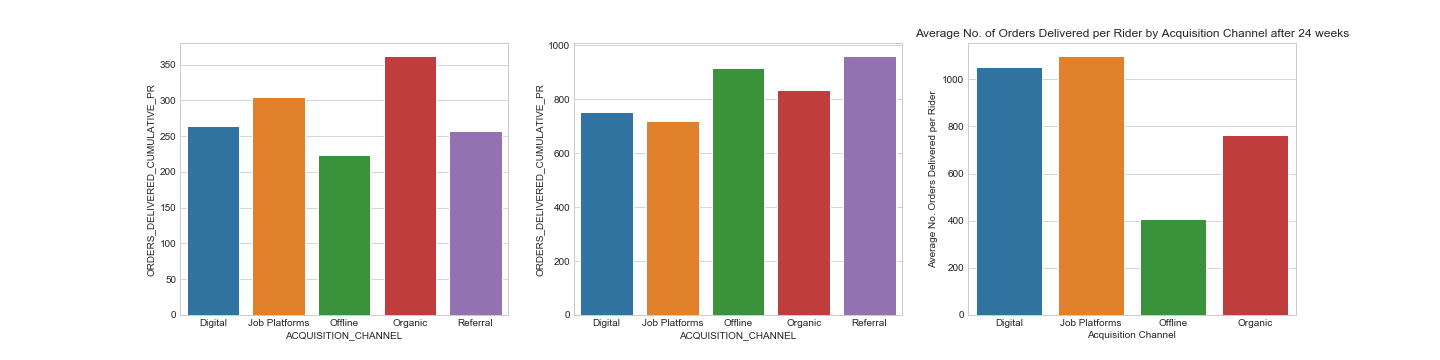 350
300
250
200
150
100
50
0
ORDERS_DELIVERED_CUMULATIVE_PR
Digital Job Platforms Offline Organic Referral
ACQUISITION_CHANNEL
1000
800
600
400
200
0
ORDERS_DELIVERED_CUMULATIVE_PR
Digital Job Platforms Offline Organic Referral
ACQUISITION_CHANNEL
Average No. of Orders Delivered per Rider by Acquisition Channel after 24 weeks
1000
800
600
400
200
0
Average No. Orders Delivered per Rider
Digital Job Platforms Offline Organic
Acquisition Channel